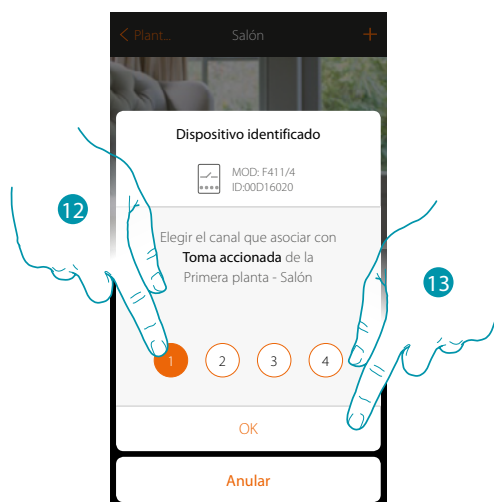 < Plant... Salón +
Dispositivo identificado
MOD: F411/4
ID:00D16020
12
Elegir el canal que asociar con
Toma accionada de la
Primera planta - Salón
13
1 2 3 4
OK
Anular